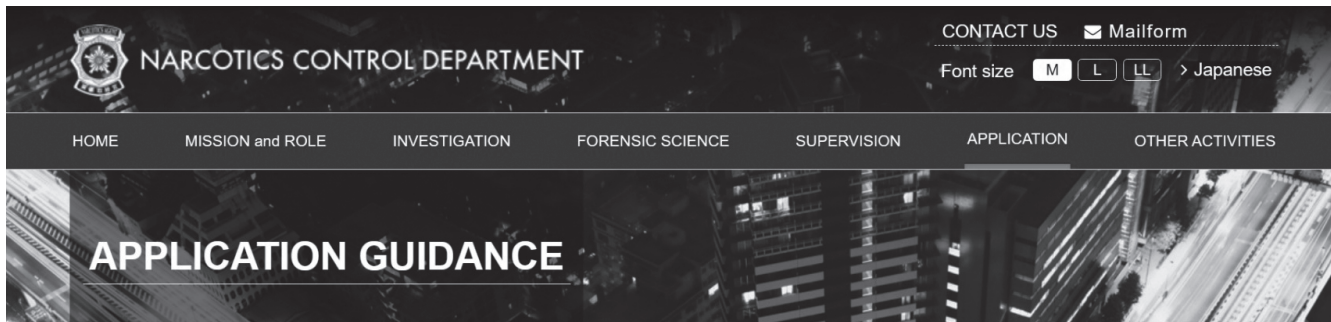 NARCOTICS CONTROL DEPARTMENT
CONTACT US Mailform
Font size M L LL > Japanese
HOME MISSION and ROLE INVESTIGATION FORENSIC SCIENCE SUPERVISION APPLICATION OTHER ACTIVITIES
APPLICATION GUIDANCE